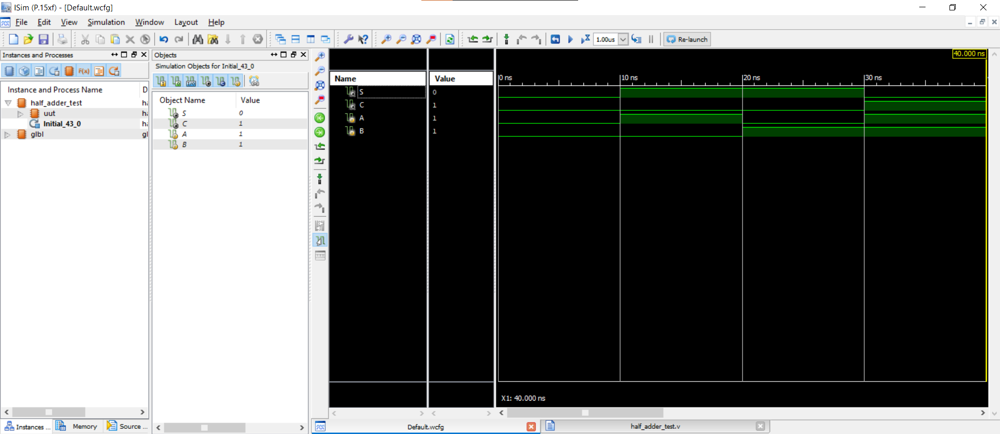 ISim (P.15xf) - [Default.wcfg]
File Edit View Simulation Window Layout Help
1.00us
Re-launch
Instances and Processes
F(x)
Instance and Process Name
D
half_adder_test
uut
Initial_43_0
glbl
gl
Instances ...
Memory
Source ...
Objects
Simulation Objects for Initial_43_0
I/O
Object Name Value
S 0
C 1
A 1
B 1
Name Value
S 0
C 1
A 1
B 1
40.000 ns
0 ns 10 ns 20 ns 30 ns
X1: 40.000 ns
Default.wcfg
half_adder_test.v